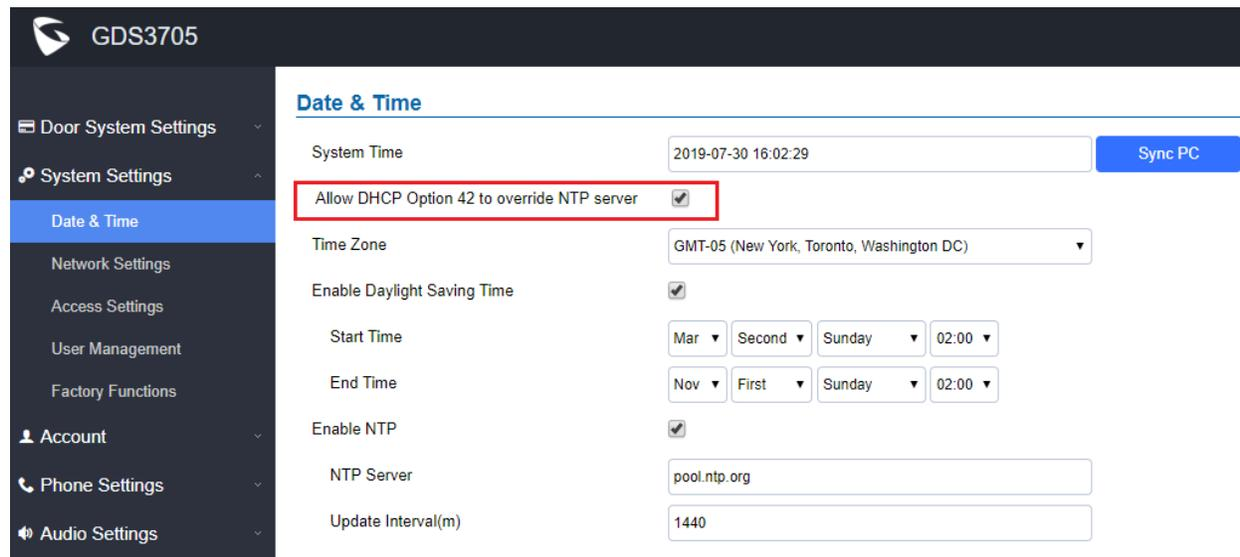 GDS3705
Door System Settings
System Settings
Date & Time
Network Settings
Access Settings
User Management
Factory Functions
Account
Phone Settings
Audio Settings
Date & Time
System Time 2019-07-30 16:02:29 Sync PC
Allow DHCP Option 42 to override NTP server
Time Zone GMT-05 (New York, Toronto, Washington DC)
Enable Daylight Saving Time
Start Time Mar Second Sunday 02:00
End Time Nov First Sunday 02:00
Enable NTP
NTP Server pool.ntp.org
Update Interval(m) 1440